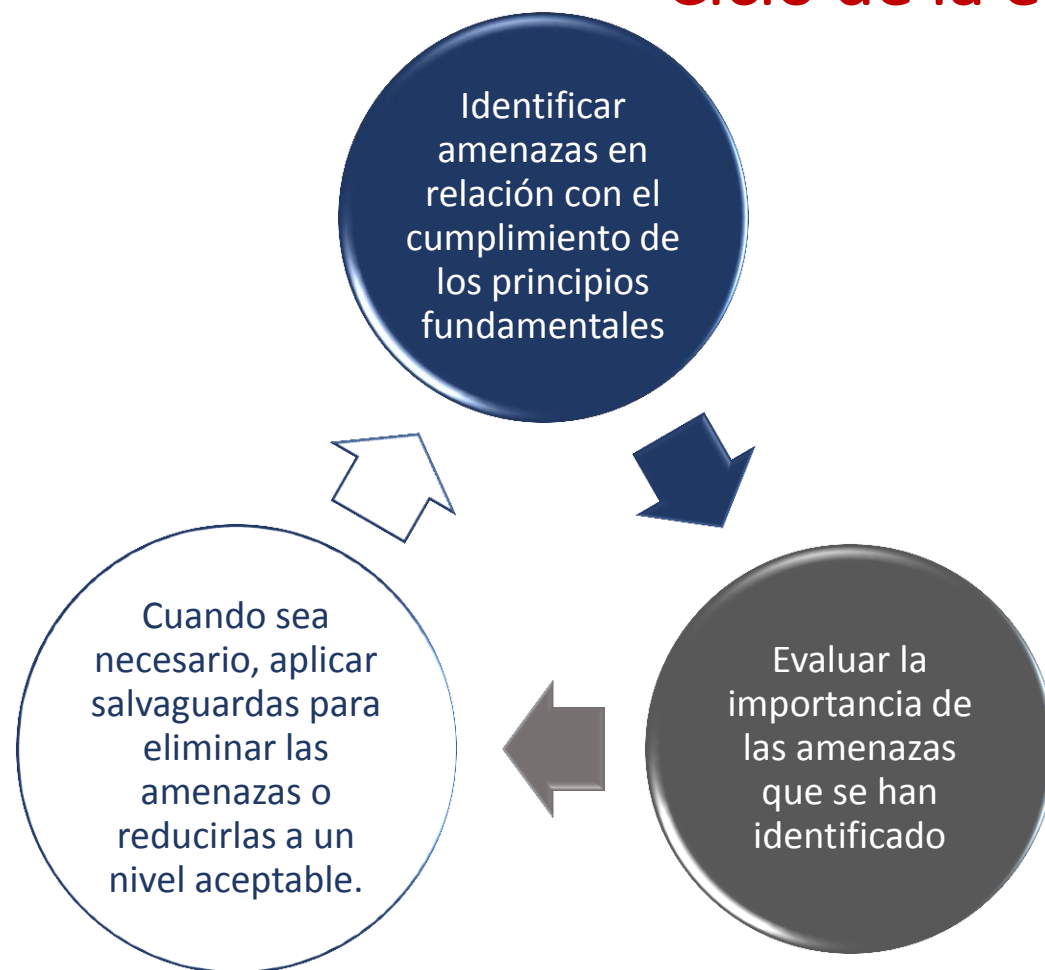 Identificar
amenazas en
relación con el
cumplimiento de
los principios
fundamentales
Evaluar la
importancia de
las amenazas
que se han
identificado
Cuando sea
necesario, aplicar
salvaguardas para
eliminar las
amenazas o
reducirlas a un
nivel aceptable.